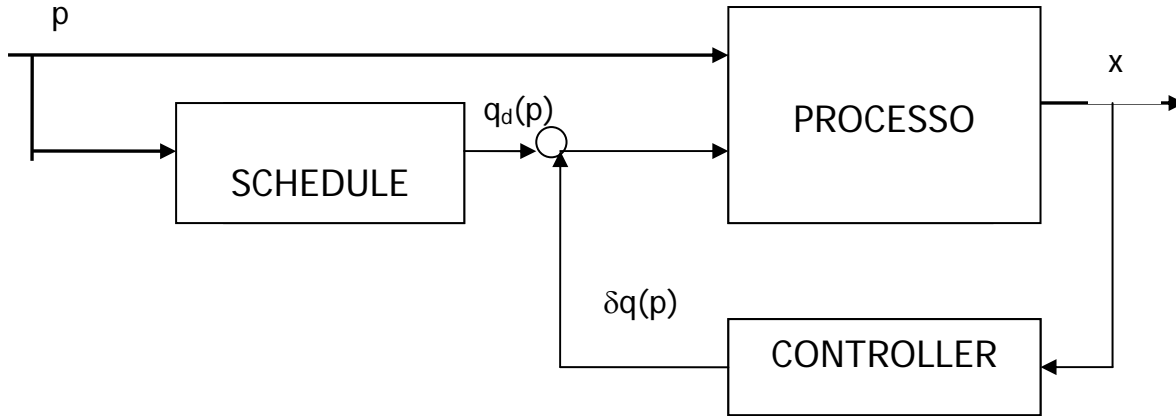 p
x
q_d(p)
PROCESSO
SCHEDULE
δq(p)
CONTROLLER